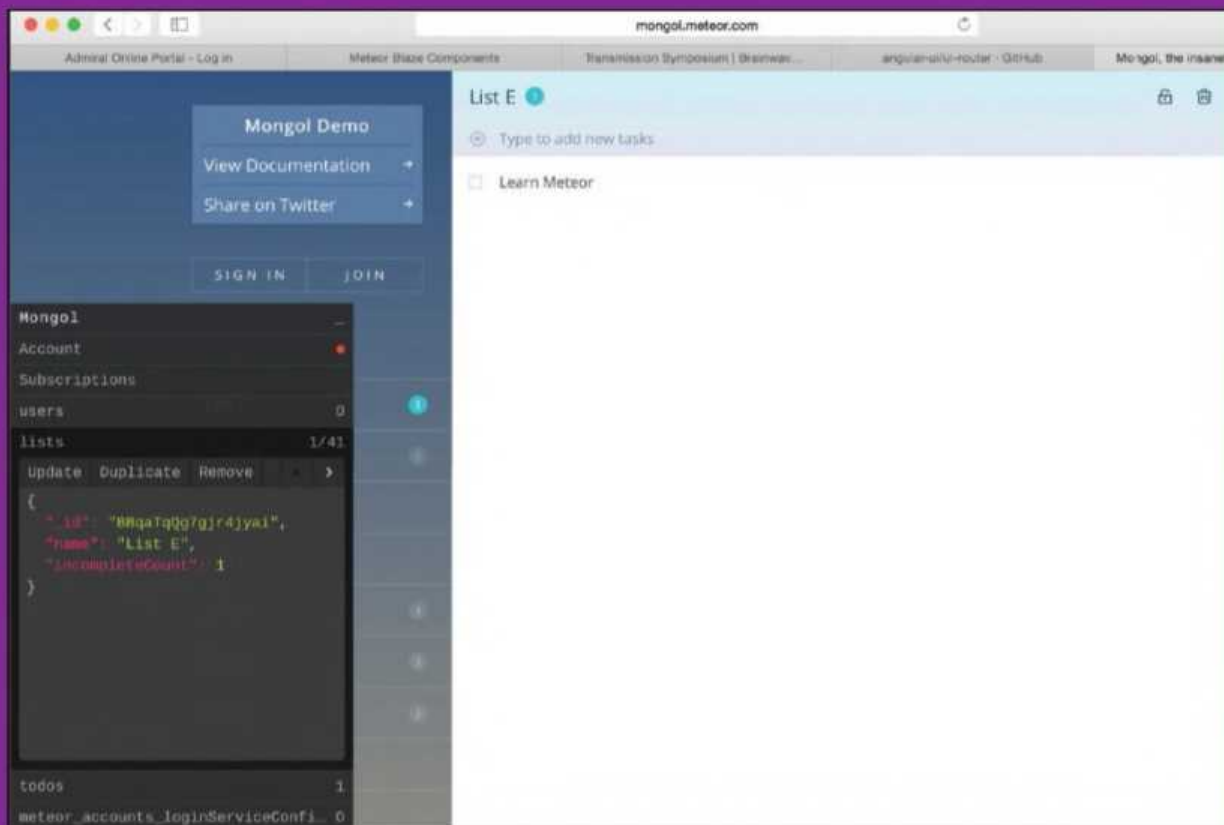 mongol.meteor.com
Admiral Online Portal - Log in
Meteor Blaze Components
Transmission Symposium | Brainwav...
angular-ui/ui-router · GitHub
Mongol, the insane
Mongol Demo
View Documentation →
Share on Twitter →
SIGN IN
JOIN
List E 1
Type to add new tasks
Learn Meteor
Mongol _
Account
Subscriptions
users 0
lists 1/41
Update Duplicate Remove
{
"_id":
"name": "List E",
"incompleteCount": 1
}
todos 1
meteor_accounts_loginServiceConfi… 0